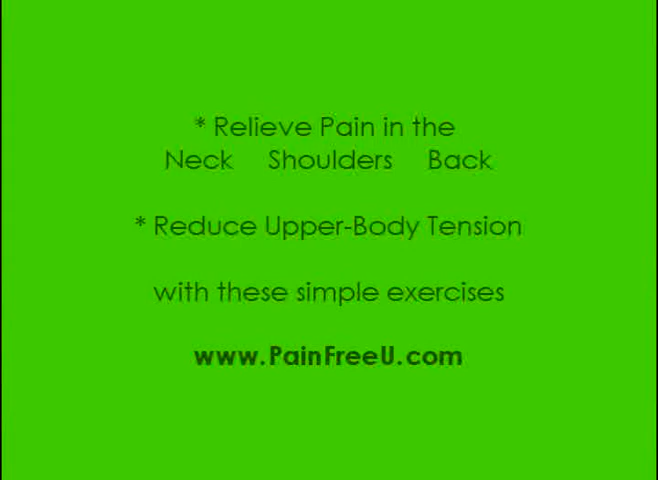 * Relieve Pain in the
Neck Shoulders Back
* Reduce Upper-Body Tension
with these simple exercises
www.PainFreeU.com